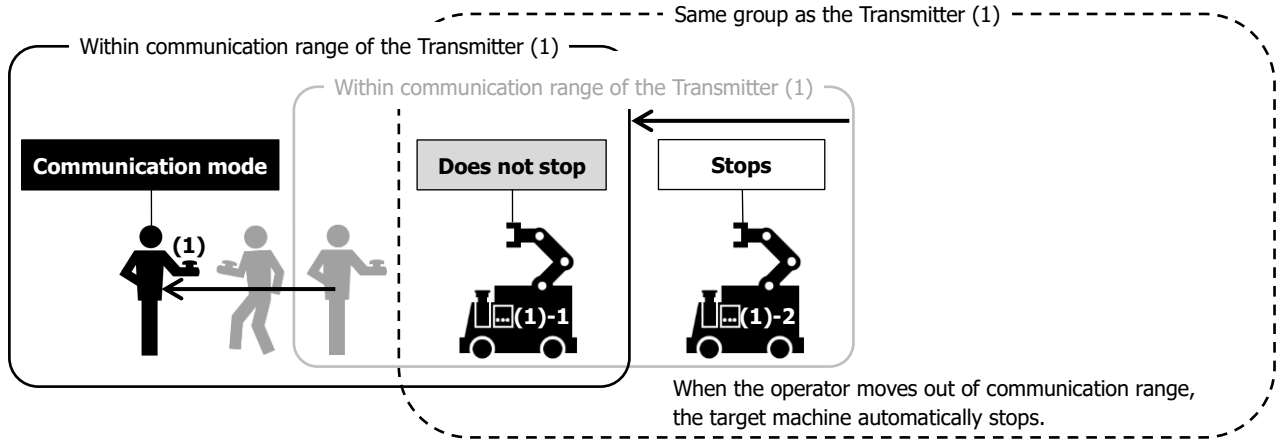 Same group as the Transmitter (1)
Within communication range of the Transmitter (1)
Within communication range of the Transmitter (1)
Communication mode
Does not stop
Stops
(1)
...(1)-1
...(1)-2
When the operator moves out of communication range,
the target machine automatically stops.